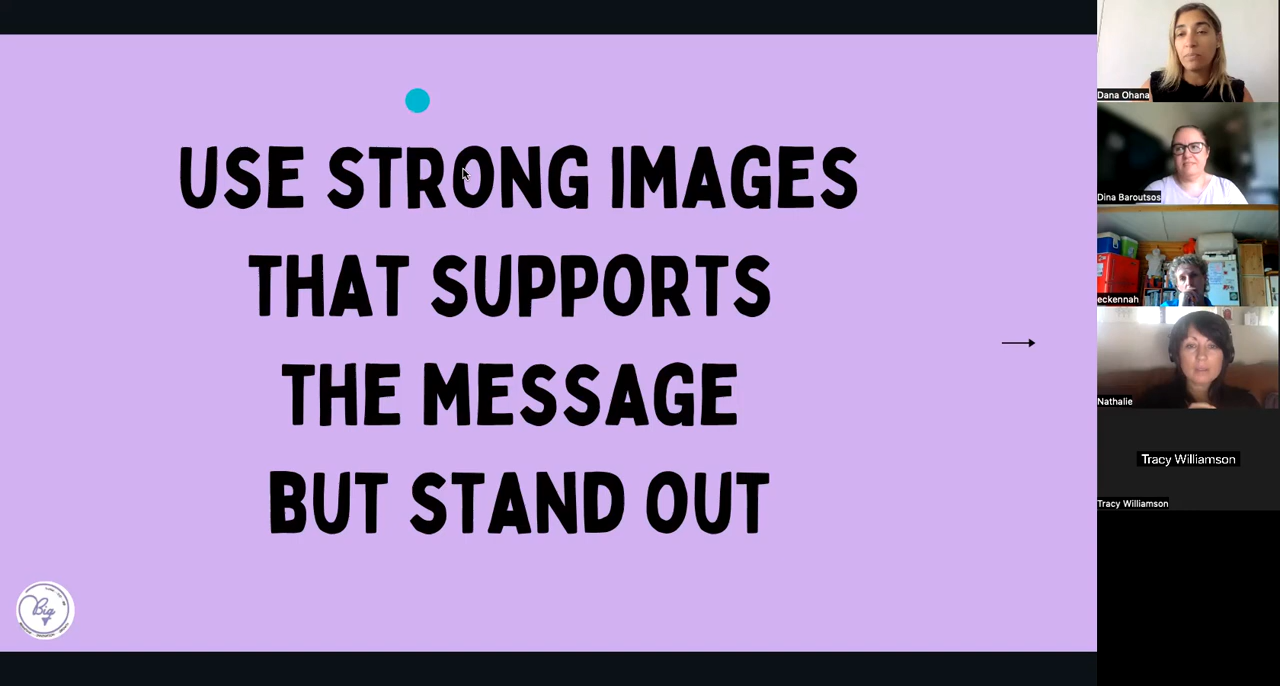 USE STRONG IMAGES
THAT SUPPORTS
THE MESSAGE
BUT STAND OUT
Big
Dana Ohana
Dina Baroutsos
eckennah
Nathalie
Tracy Williamson
Tracy Williamson